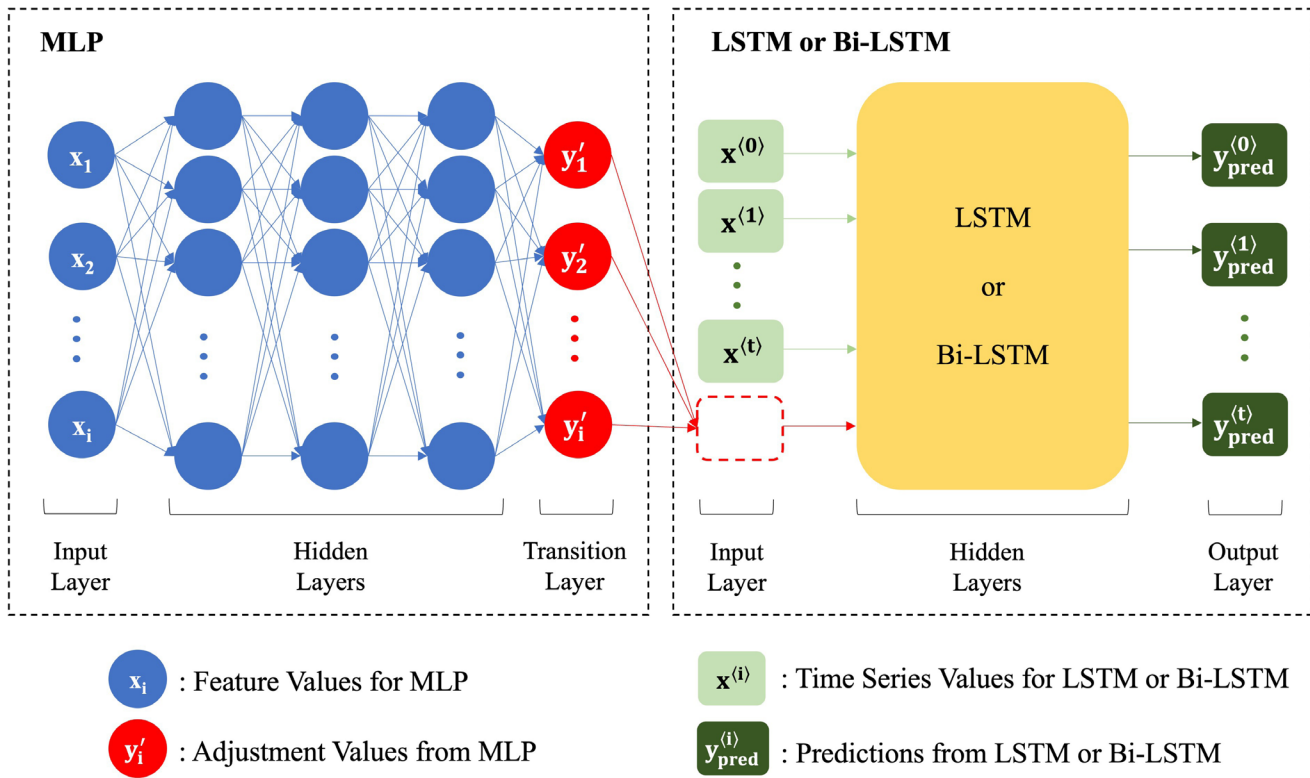 MLP
x₁
x₂
xᵢ
y′₁
y′₂
y′ᵢ
Input
Layer
Hidden
Layers
Transition
Layer
LSTM or Bi-LSTM
x⟨0⟩
x⟨1⟩
x⟨t⟩
LSTM
or
Bi-LSTM
y⟨0⟩pred
y⟨1⟩pred
y⟨t⟩pred
Input
Layer
Hidden
Layers
Output
Layer
xᵢ : Feature Values for MLP
y′ᵢ : Adjustment Values from MLP
x⟨i⟩ : Time Series Values for LSTM or Bi-LSTM
y⟨i⟩pred : Predictions from LSTM or Bi-LSTM